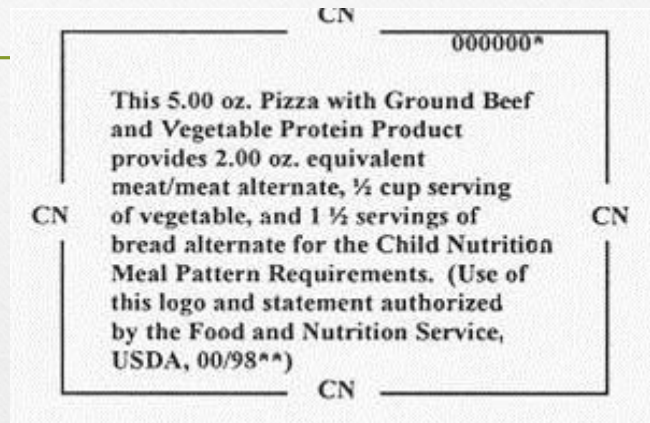 CN
000000*
This 5.00 oz. Pizza with Ground Beef
and Vegetable Protein Product
provides 2.00 oz. equivalent
meat/meat alternate, ½ cup serving
CN of vegetable, and 1 ½ servings of CN
bread alternate for the Child Nutrition
Meal Pattern Requirements. (Use of
this logo and statement authorized
by the Food and Nutrition Service,
USDA, 00/98**)
CN